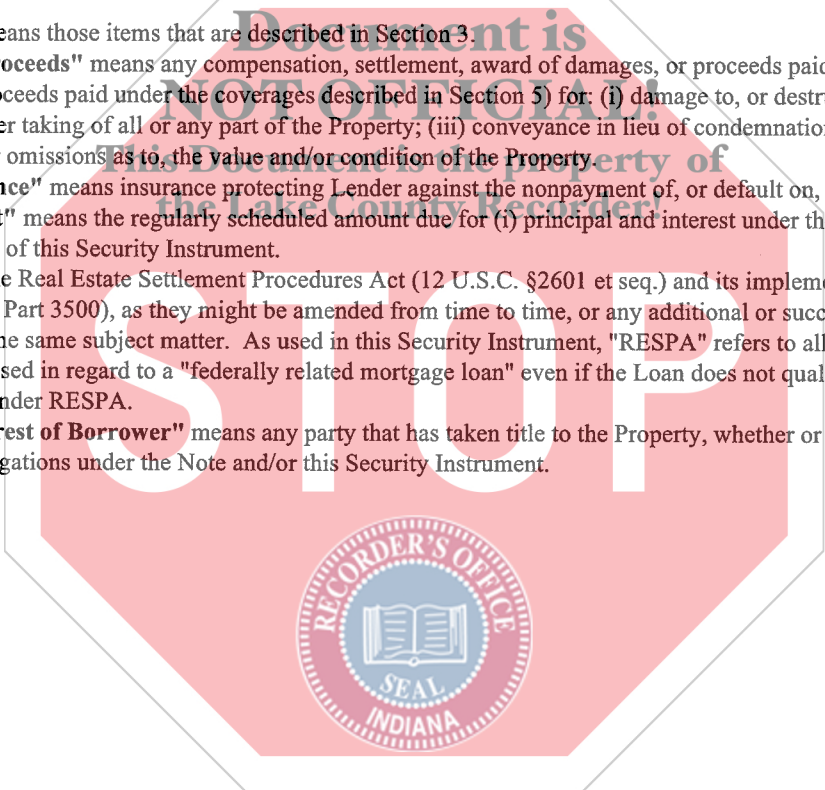 Document is
eans those items that are described in Section 3.
oceeds" means any compensation, settlement, award of damages, or proceeds paid
NOT OFFICIAL!
oceeds paid under the coverages described in Section 5) for: (i) damage to, or destr
er taking of all or any part of the Property; (iii) conveyance in lieu of condemnatio
omissions as to, the value and/or condition of the Property.
This Document is the property of
nce" means insurance protecting Lender against the nonpayment of, or default on,
the Lake County Recorder!
t" means the regularly scheduled amount due for (i) principal and interest under th
of this Security Instrument.
e Real Estate Settlement Procedures Act (12 U.S.C. §2601 et seq.) and its impleme
Part 3500), as they might be amended from time to time, or any additional or succ
he same subject matter. As used in this Security Instrument, "RESPA" refers to all
sed in regard to a "federally related mortgage loan" even if the Loan does not qual
nder RESPA.
rest of Borrower" means any party that has taken title to the Property, whether or
gations under the Note and/or this Security Instrument.
STOP
RECORDER'S OFFICE
SEAL
INDIANA